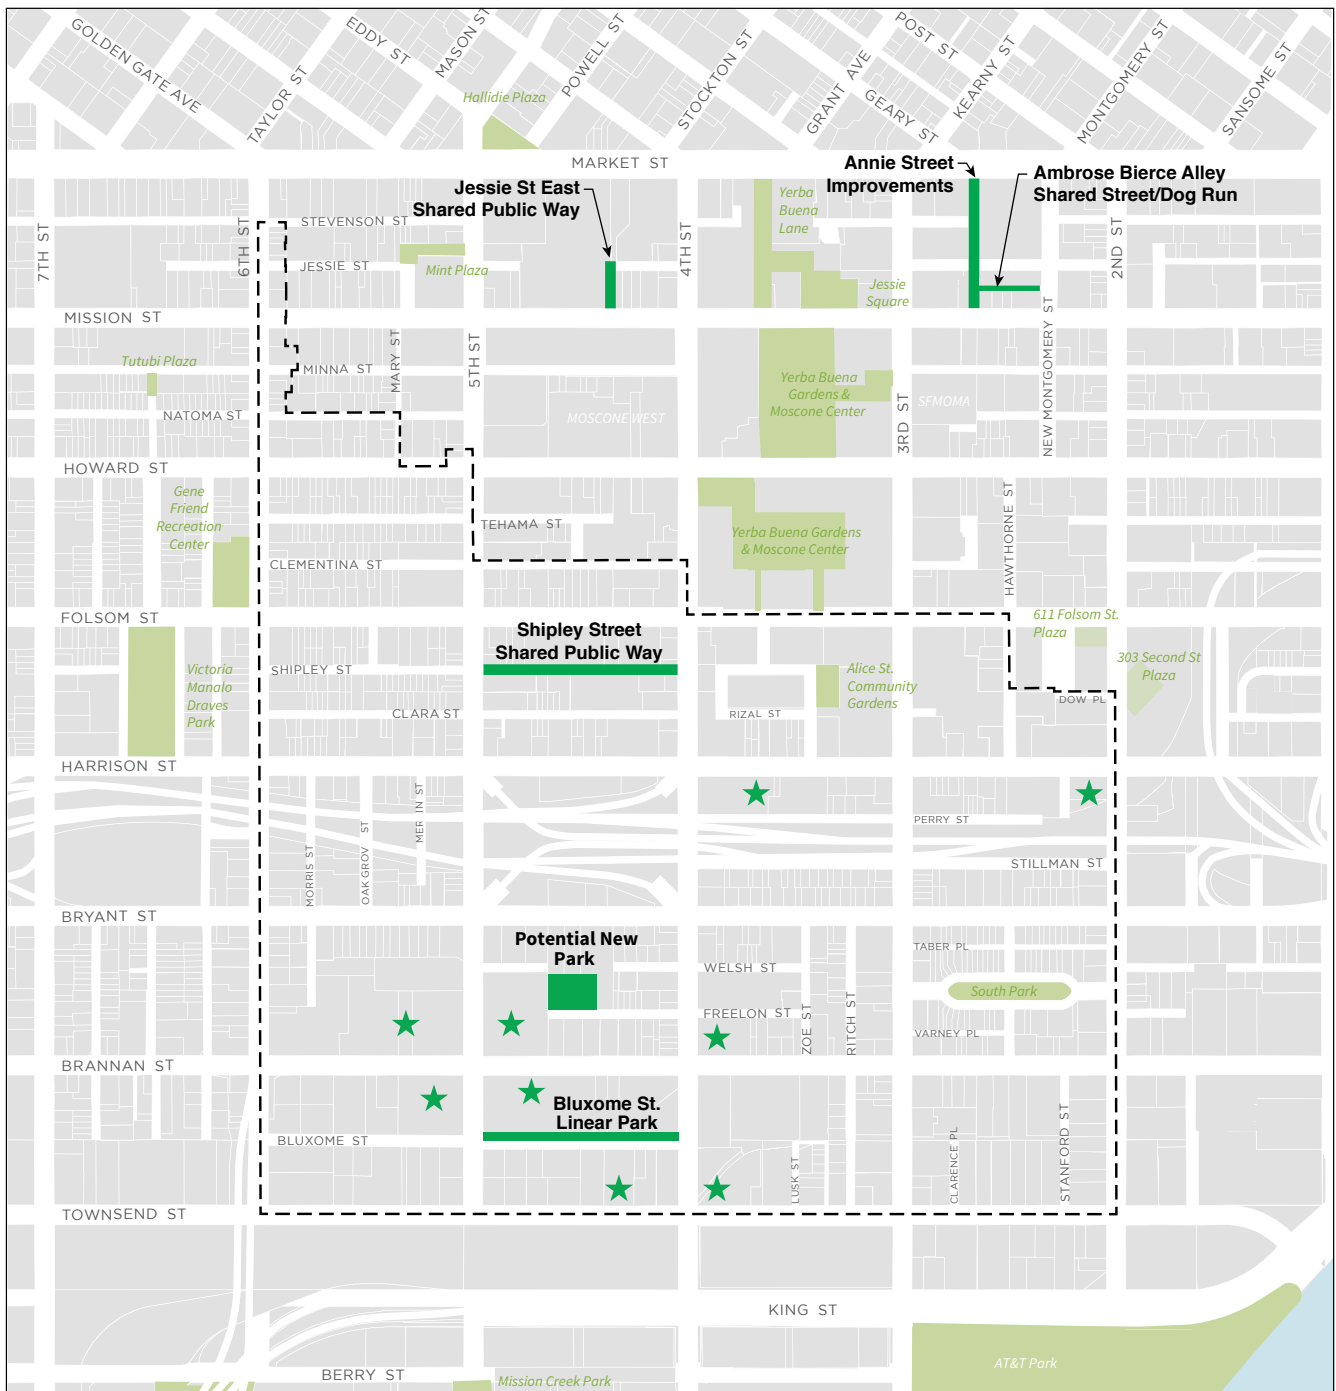 GOLDEN GATE AVE
TAYLOR ST
EDDY ST
MASON ST
POWELL ST
STOCKTON ST
GRANT AVE
POST ST
GEARY ST
KEARNY ST
MONTGOMERY ST
SANSOME ST
Hallidie Plaza
MARKET ST
Jessie St East
Shared Public Way
Annie Street
Improvements
Ambrose Bierce Alley
Shared Street/Dog Run
7TH ST
6TH ST
STEVENSON ST
JESSIE ST
Mint Plaza
4TH ST
Yerba
Buena
Lane
Jessie
Square
2ND ST
MISSION ST
Tutubi Plaza
MINNA ST
MARY ST
5TH ST
NATOMA ST
MOSCONE WEST
Yerba Buena
Gardens &
Moscone Center
3RD ST
SFMOMA
NEW MONTGOMERY ST
HOWARD ST
Gene
Friend
Recreation
Center
TEHAMA ST
CLEMENTINA ST
Yerba Buena Gardens
& Moscone Center
HAWTHORNE ST
FOLSOM ST
611 Folsom St.
Plaza
Shipley Street
Shared Public Way
303 Second St
Plaza
Victoria
Manalo
Draves
Park
SHIPLEY ST
CLARA ST
RIZAL ST
Alice St.
Community
Gardens
DOW PL
HARRISON ST
MORRIS ST
OAK GROV ST
MER IN ST
PERRY ST
STILLMAN ST
BRYANT ST
Potential New
Park
WELSH ST
FREELON ST
ZOE ST
RITCH ST
TABER PL
South Park
VARNEY PL
BRANNAN ST
Bluxome St.
Linear Park
BLUXOME ST
LUSK ST
CLARENCE PL
STANFORD ST
TOWNSEND ST
KING ST
BERRY ST
Mission Creek Park
AT&T Park